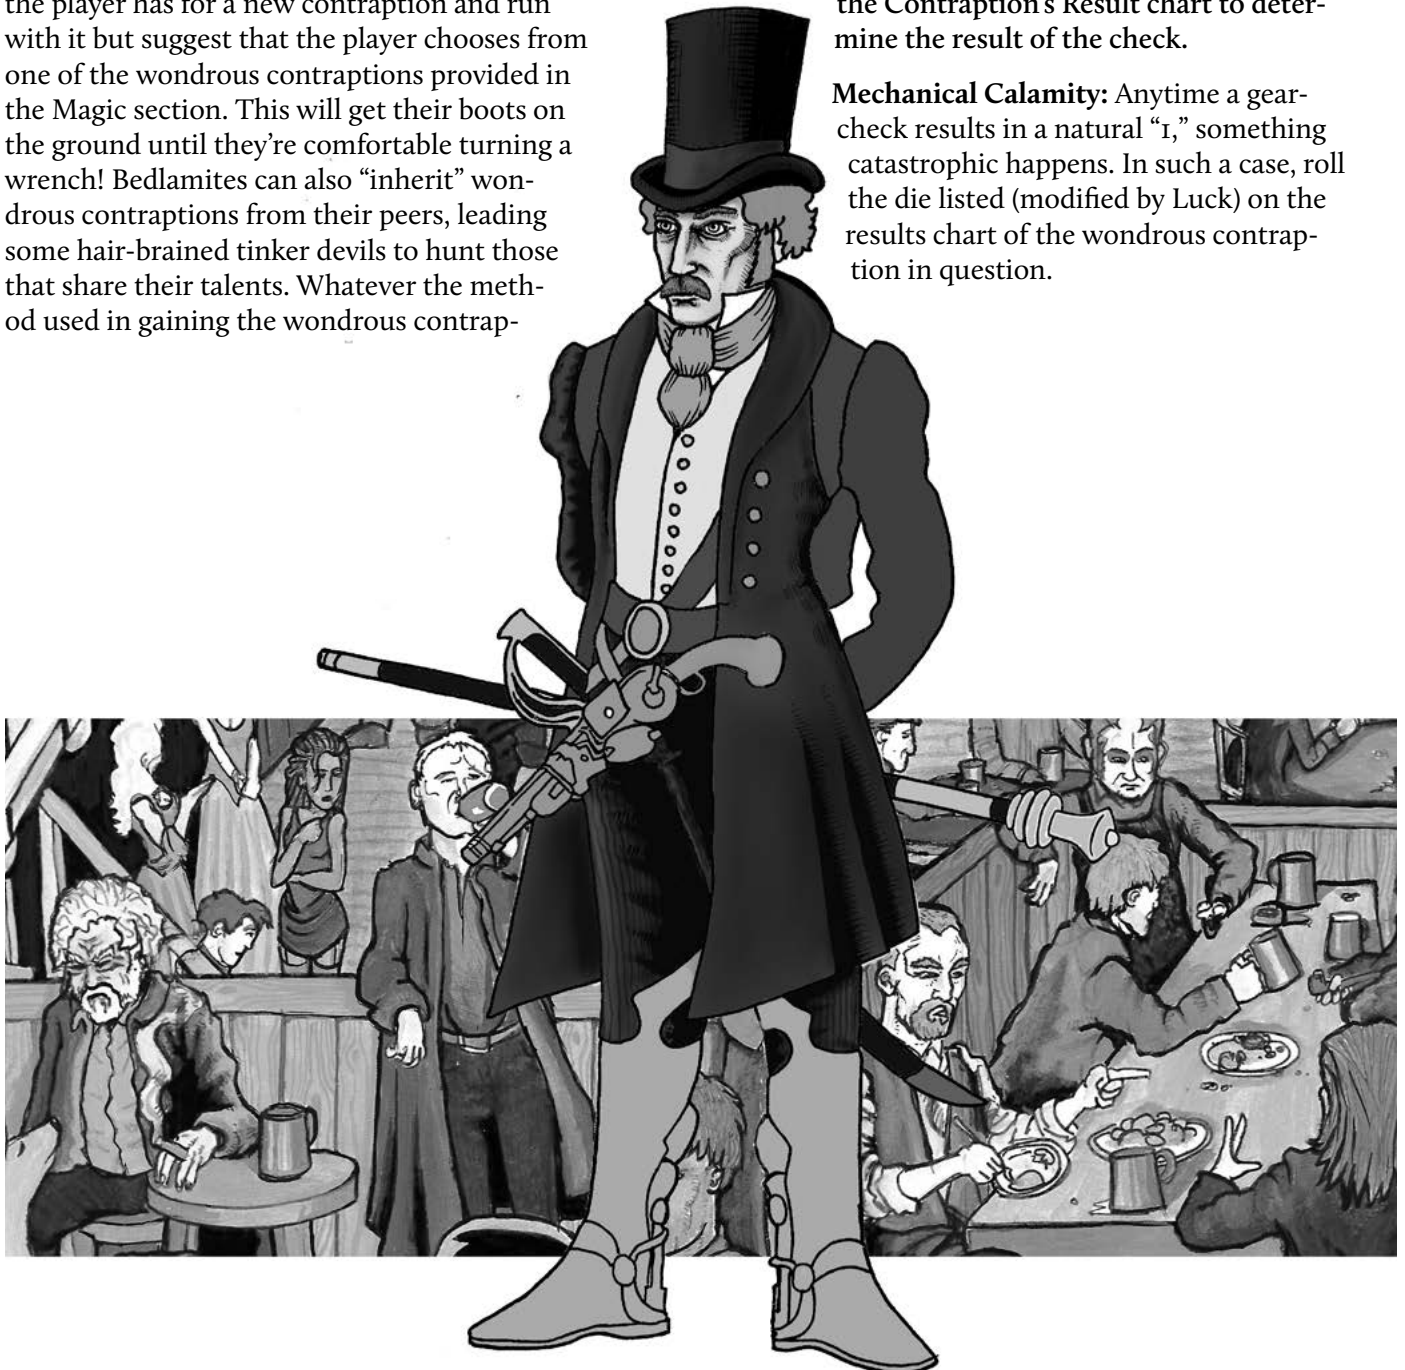 the player has for a new contraption and run
with it but suggest that the player chooses from
one of the wondrous contraptions provided in
the Magic section. This will get their boots on
the ground until they’re comfortable turning a
wrench! Bedlamites can also “inherit” won-
drous contraptions from their peers, leading
some hair-brained tinker devils to hunt those
that share their talents. Whatever the meth-
od used in gaining the wondrous contrap-
the Contraption’s Result chart to deter-
mine the result of the check.
Mechanical Calamity: Anytime a gear-
check results in a natural “1,” something
catastrophic happens. In such a case, roll
the die listed (modified by Luck) on the
results chart of the wondrous contrap-
tion in question.